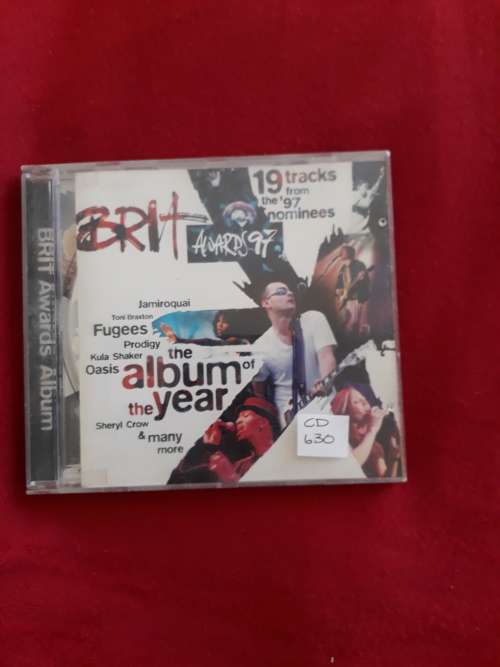 BRIT Awards Album
BRIT
AWARDS 97
19 tracks
from
the '97
nominees
Jamiroquai
Toni Braxton
Fugees
Prodigy
Kula Shaker
Oasis
the
album of
the year
Sheryl Crow
& many
more
CD
630